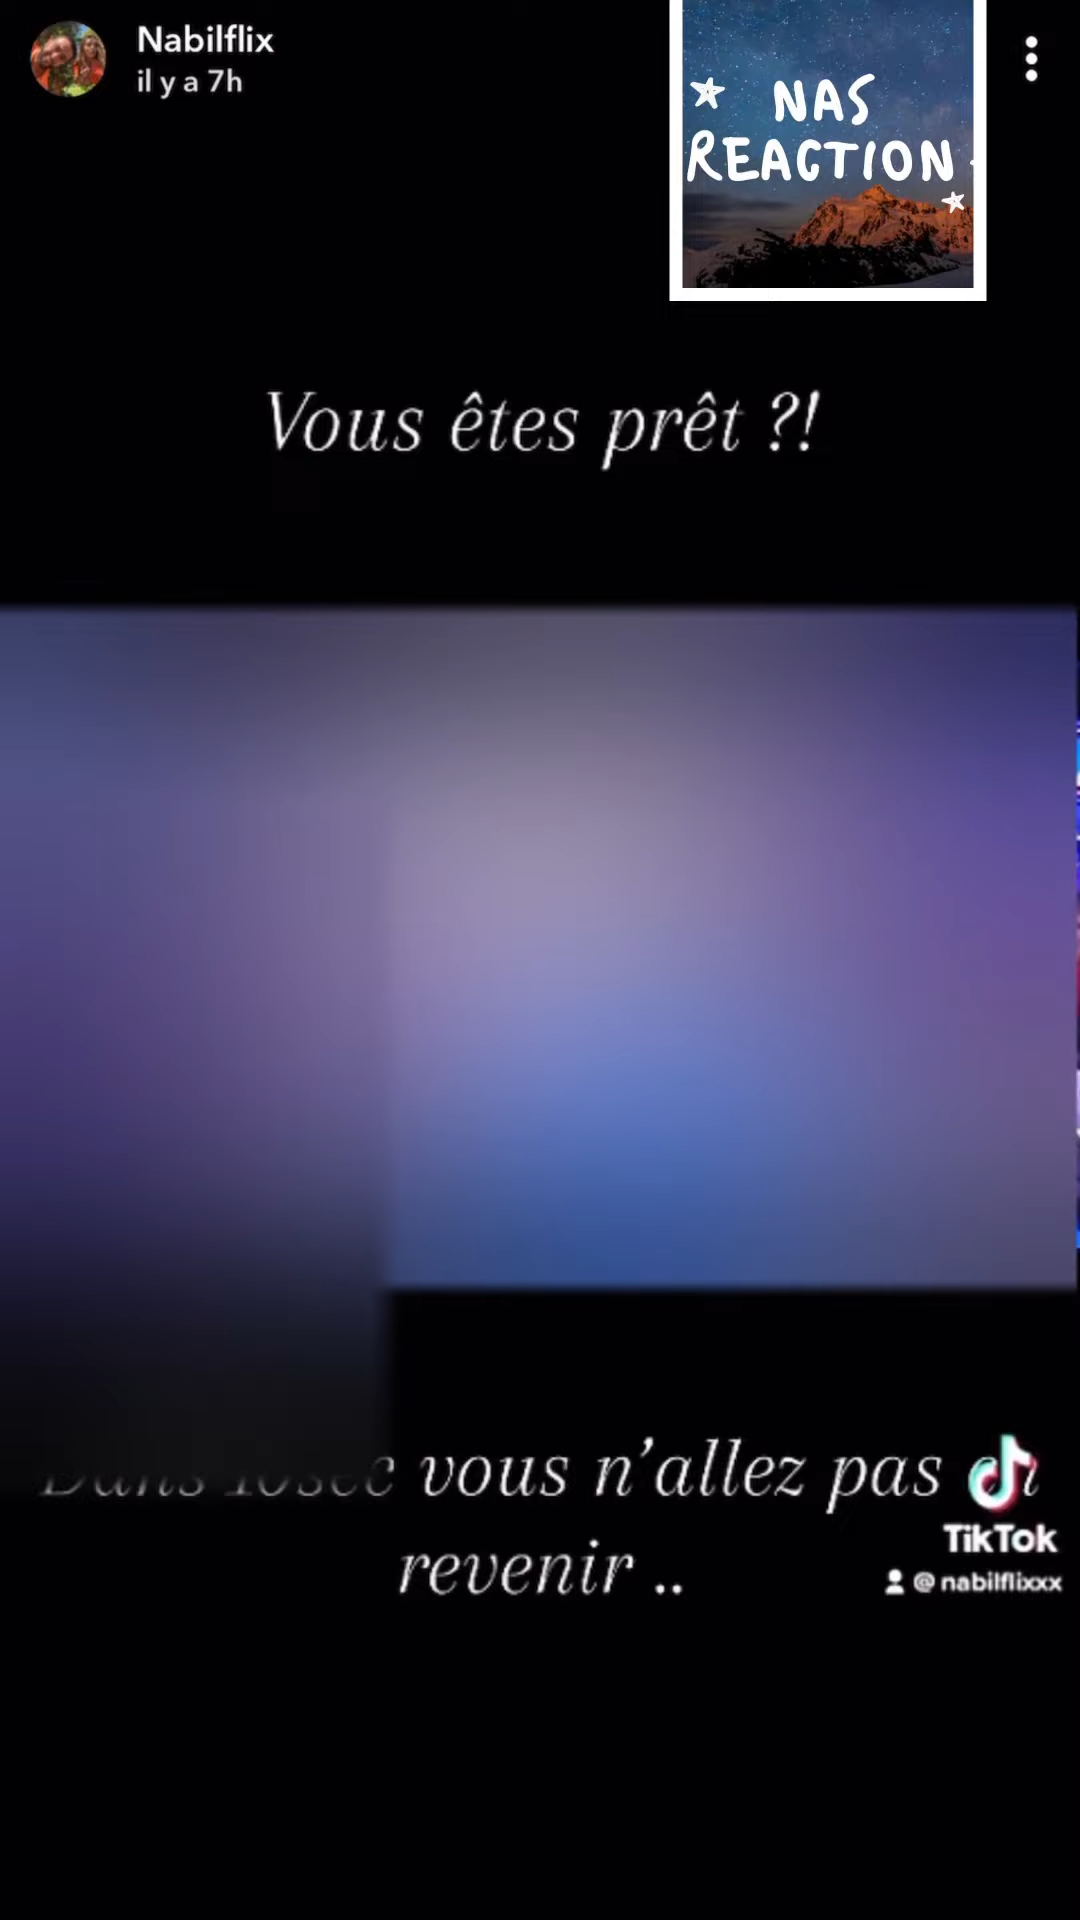 Nabilflix
il y a 7h
NAS
REACTION
Vous êtes prêt ?!
vous n’allez pas
revenir ..
TikTok
@nabilflixxx